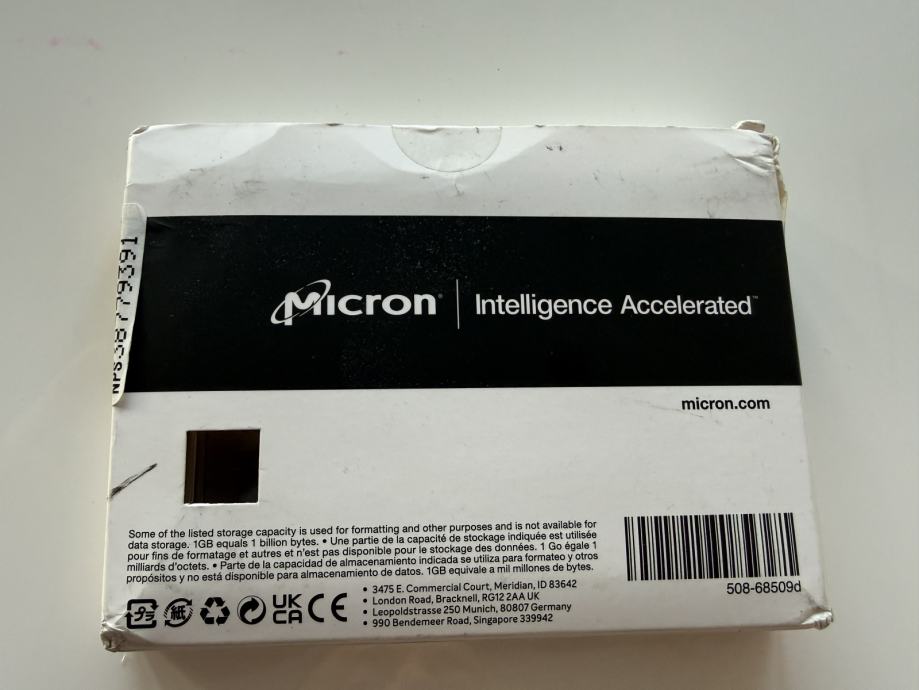 Micron® | Intelligence Accelerated™
NPS38779391
micron.com
Some of the listed storage capacity is used for formatting and other purposes and is not available for
data storage. 1GB equals 1 billion bytes. • Une partie de la capacité de stockage indiquée est utilisée
pour fins de formatage et autres et n'est pas disponible pour le stockage des données. 1 Go égale 1
milliards d'octets. • Parte de la capacidad de almacenamiento indicada se utiliza para formateo y otros
propósitos y no está disponible para almacenamiento de datos. 1GB equivale a mil millones de bytes.
508-68509d
プラ 紙 UK CA CE
• 3475 E. Commercial Court, Meridian, ID 83642
• London Road, Bracknell, RG12 2AA UK
• Leopoldstrasse 250 Munich, 80807 Germany
• 990 Bendemeer Road, Singapore 339942